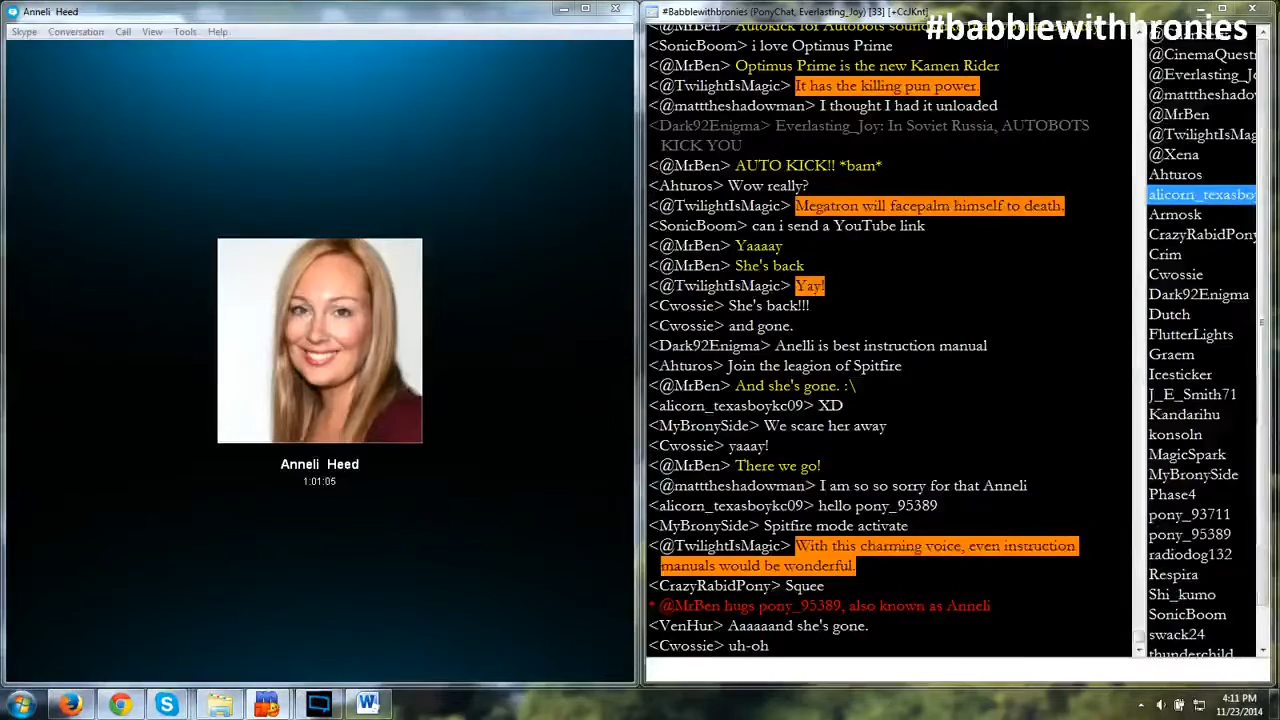 Anneli Heed
Skype Conversation Call View Tools Help
Anneli Heed
1:01:05
#Babblewithbronies (PonyChat, Everlasting_Joy) [33] [+CcJKnt]
#babblewithbronies
<@MrBen> Autokick for Autobots
<SonicBoom> i love Optimus Prime
<@MrBen> Optimus Prime is the new Kamen Rider
<@TwilightIsMagic> It has the killing pun power.
<@matttheshadowman> I thought I had it unloaded
<Dark92Enigma> Everlasting_Joy: In Soviet Russia, AUTOBOTS
KICK YOU
<@MrBen> AUTO KICK!! *bam*
<Ahturos> Wow really?
<@TwilightIsMagic> Megatron will facepalm himself to death.
<SonicBoom> can i send a YouTube link
<@MrBen> Yaaaay
<@MrBen> She's back
<@TwilightIsMagic> Yay!
<Cwossie> She's back!!!
<Cwossie> and gone.
<Dark92Enigma> Anelli is best instruction manual
<Ahturos> Join the leagion of Spitfire
<@MrBen> And she's gone. :\
<alicorn_texasboykc09> XD
<MyBronySide> We scare her away
<Cwossie> yaaay!
<@MrBen> There we go!
<@matttheshadowman> I am so so sorry for that Anneli
<alicorn_texasboykc09> hello pony_95389
<MyBronySide> Spitfire mode activate
<@TwilightIsMagic> With this charming voice, even instruction
manuals would be wonderful.
<CrazyRabidPony> Squee
* @MrBen hugs pony_95389, also known as Anneli
<VenHur> Aaaaaand she's gone.
<Cwossie> uh-oh
@CinemaQuest
@Everlasting_Jo
@matttheshadow
@MrBen
@TwilightIsMag
@Xena
Ahturos
alicorn_texasboy
Armosk
CrazyRabidPony
Crim
Cwossie
Dark92Enigma
Dutch
FlutterLights
Graem
Icesticker
J_E_Smith71
Kandarihu
konsoln
MagicSpark
MyBronySide
Phase4
pony_93711
pony_95389
radiodog132
Respira
Shi_kumo
SonicBoom
swack24
thunderchild
4:11 PM
11/23/2014